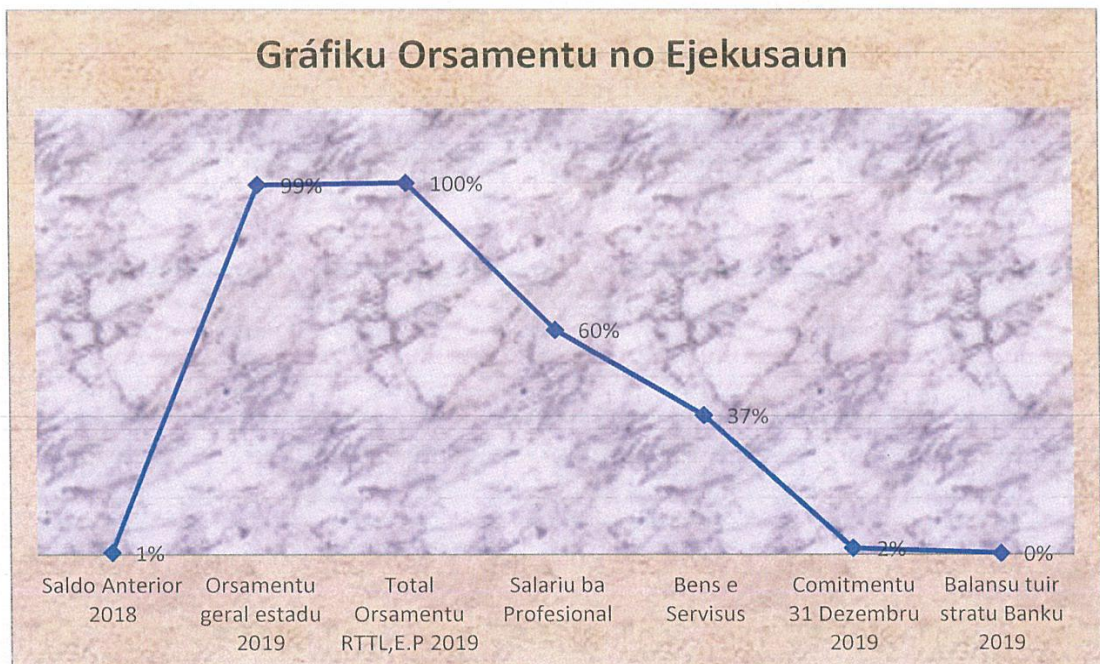 Gráfiku Orsamentu no Ejekusaun
99%
100%
60%
37%
1%
2%
0%
Saldo Anterior
2018
Orsamentu
geral estadu
2019
Total
Orsamentu
RTTL,E.P 2019
Salariu ba
Profesional
Bens e
Servisus
Comitmentu
31 Dezembru
2019
Balansu tuir
stratu Banku
2019